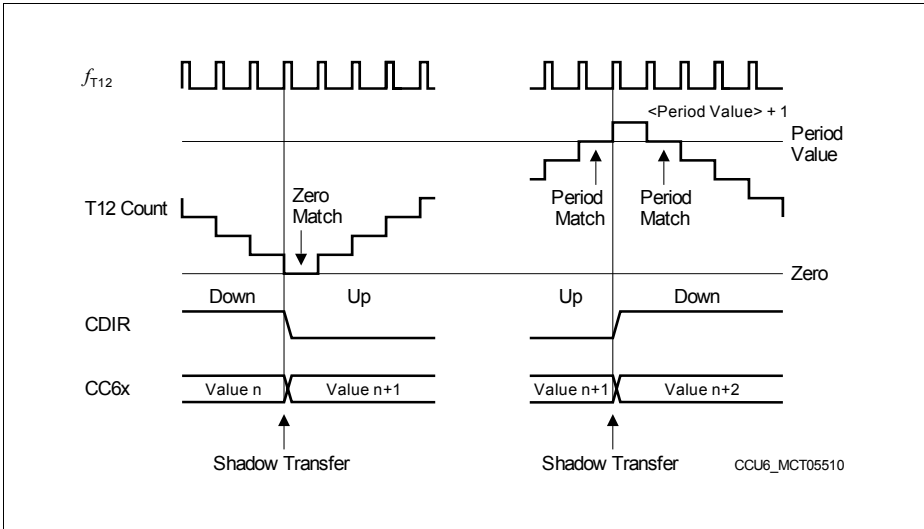 fT12
<Period Value> + 1
Period
Value
Zero
Match
Period
Match
Period
Match
T12 Count
Zero
Down
Up
Up
Down
CDIR
CC6x
Value n
Value n+1
Value n+1
Value n+2
Shadow Transfer
Shadow Transfer
CCU6_MCT05510